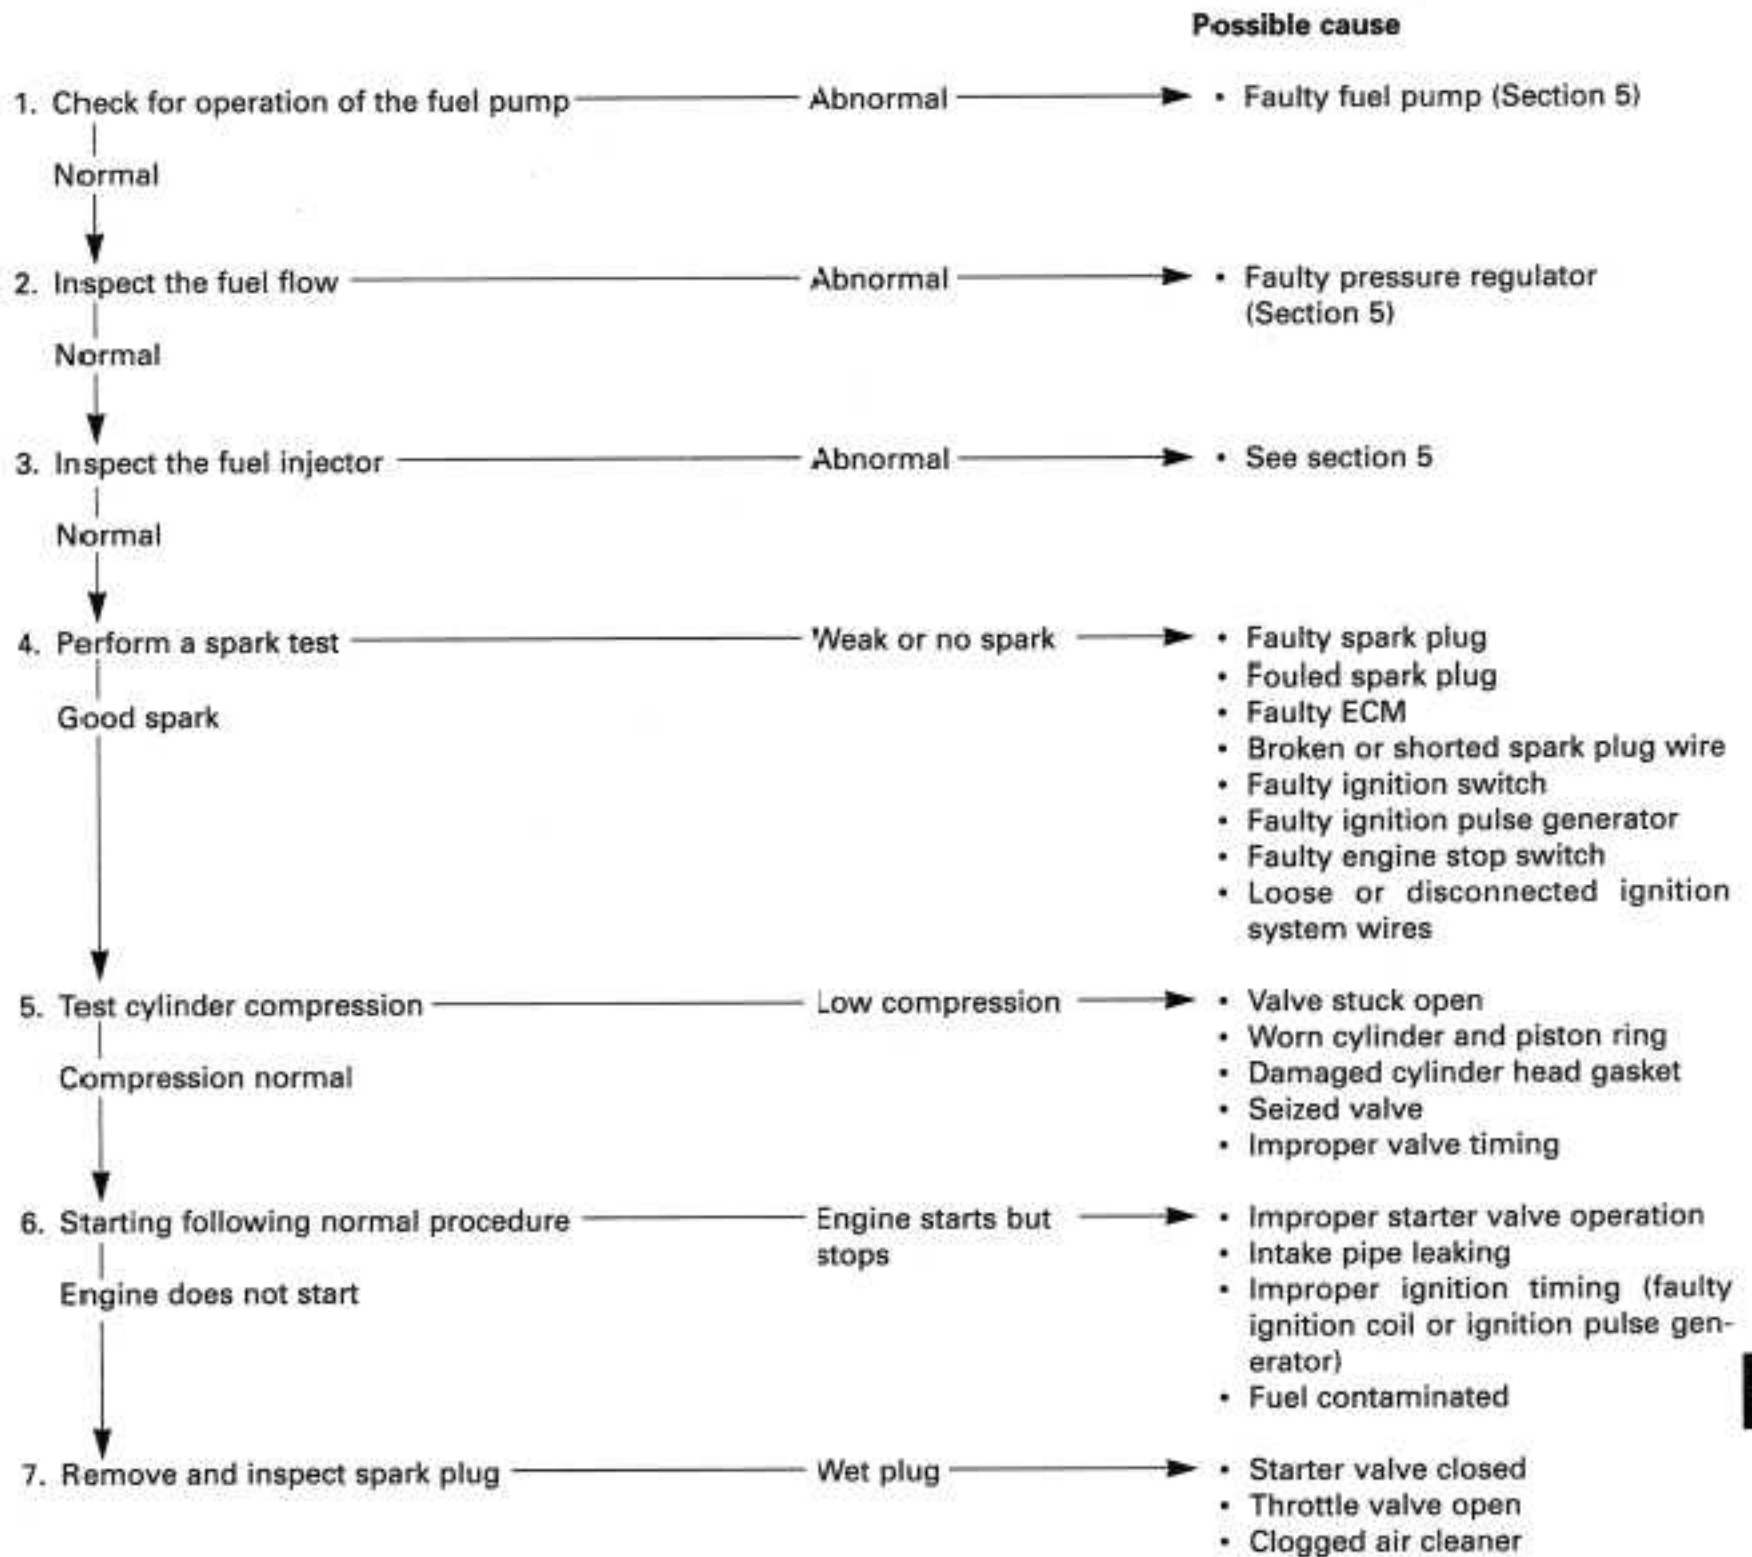 Possible cause
1. Check for operation of the fuel pump Abnormal • Faulty fuel pump (Section 5)
Normal
2. Inspect the fuel flow Abnormal • Faulty pressure regulator
(Section 5)
Normal
3. Inspect the fuel injector Abnormal • See section 5
Normal
4. Perform a spark test Weak or no spark • Faulty spark plug
• Fouled spark plug
Good spark • Faulty ECM
• Broken or shorted spark plug wire
• Faulty ignition switch
• Faulty ignition pulse generator
• Faulty engine stop switch
• Loose or disconnected ignition
system wires
5. Test cylinder compression Low compression • Valve stuck open
• Worn cylinder and piston ring
Compression normal • Damaged cylinder head gasket
• Seized valve
• Improper valve timing
6. Starting following normal procedure Engine starts but • Improper starter valve operation
stops • Intake pipe leaking
Engine does not start • Improper ignition timing (faulty
ignition coil or ignition pulse gen-
erator)
• Fuel contaminated
7. Remove and inspect spark plug Wet plug • Starter valve closed
• Throttle valve open
• Clogged air cleaner